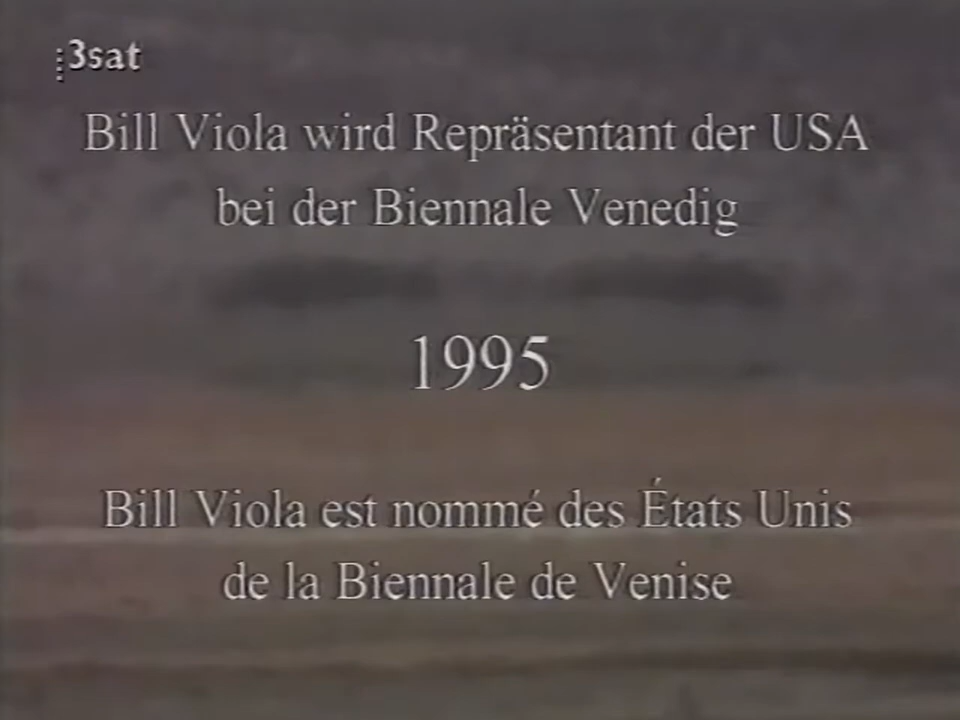 3sat
Bill Viola wird Repräsentant der USA
bei der Biennale Venedig
1995
Bill Viola est nommé des États Unis
de la Biennale de Venise